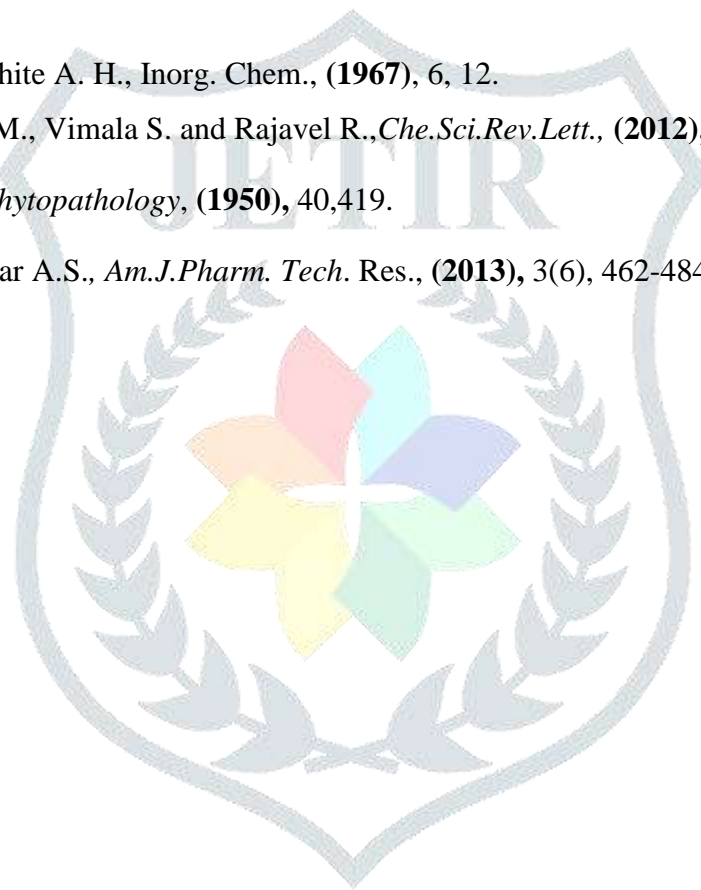 hite A. H., Inorg. Chem., (1967), 6, 12.
M., Vimala S. and Rajavel R.,Che.Sci.Rev.Lett., (2012),
hytopathology, (1950), 40,419.
JETIR
ar A.S., Am.J.Pharm. Tech. Res., (2013), 3(6), 462-484